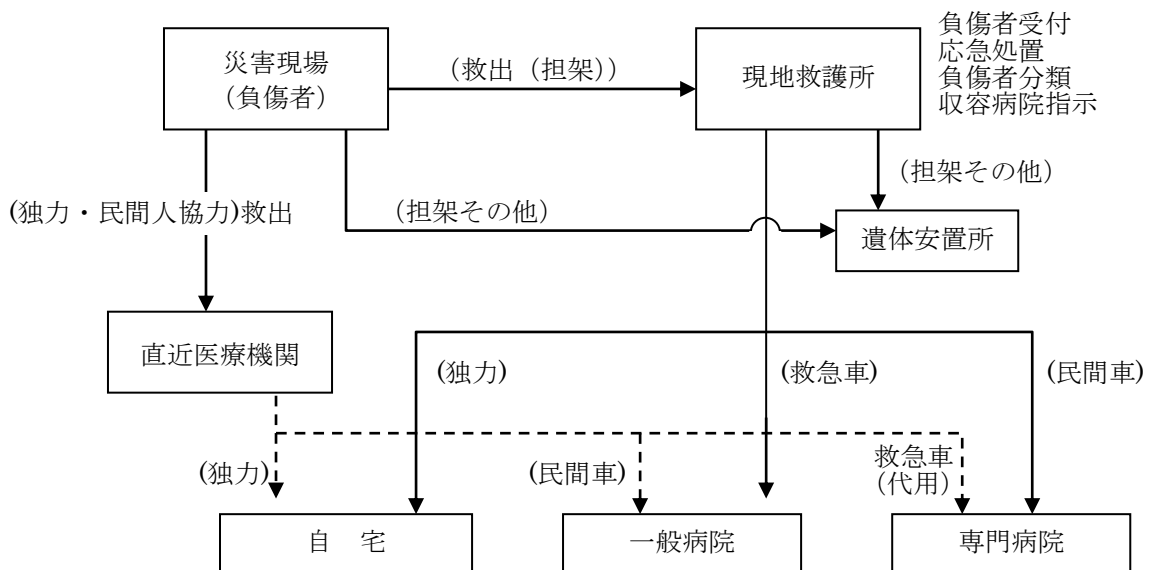 災害現場
(負傷者)
(救出（担架））
現地救護所
負傷者受付
応急処置
負傷者分類
収容病院指示
(担架その他）
(独力・民間人協力)救出
(担架その他）
遺体安置所
直近医療機関
(独力)
(救急車)
(民間車)
(独力)
(民間車)
救急車
（代用）
自　宅
一般病院
専門病院